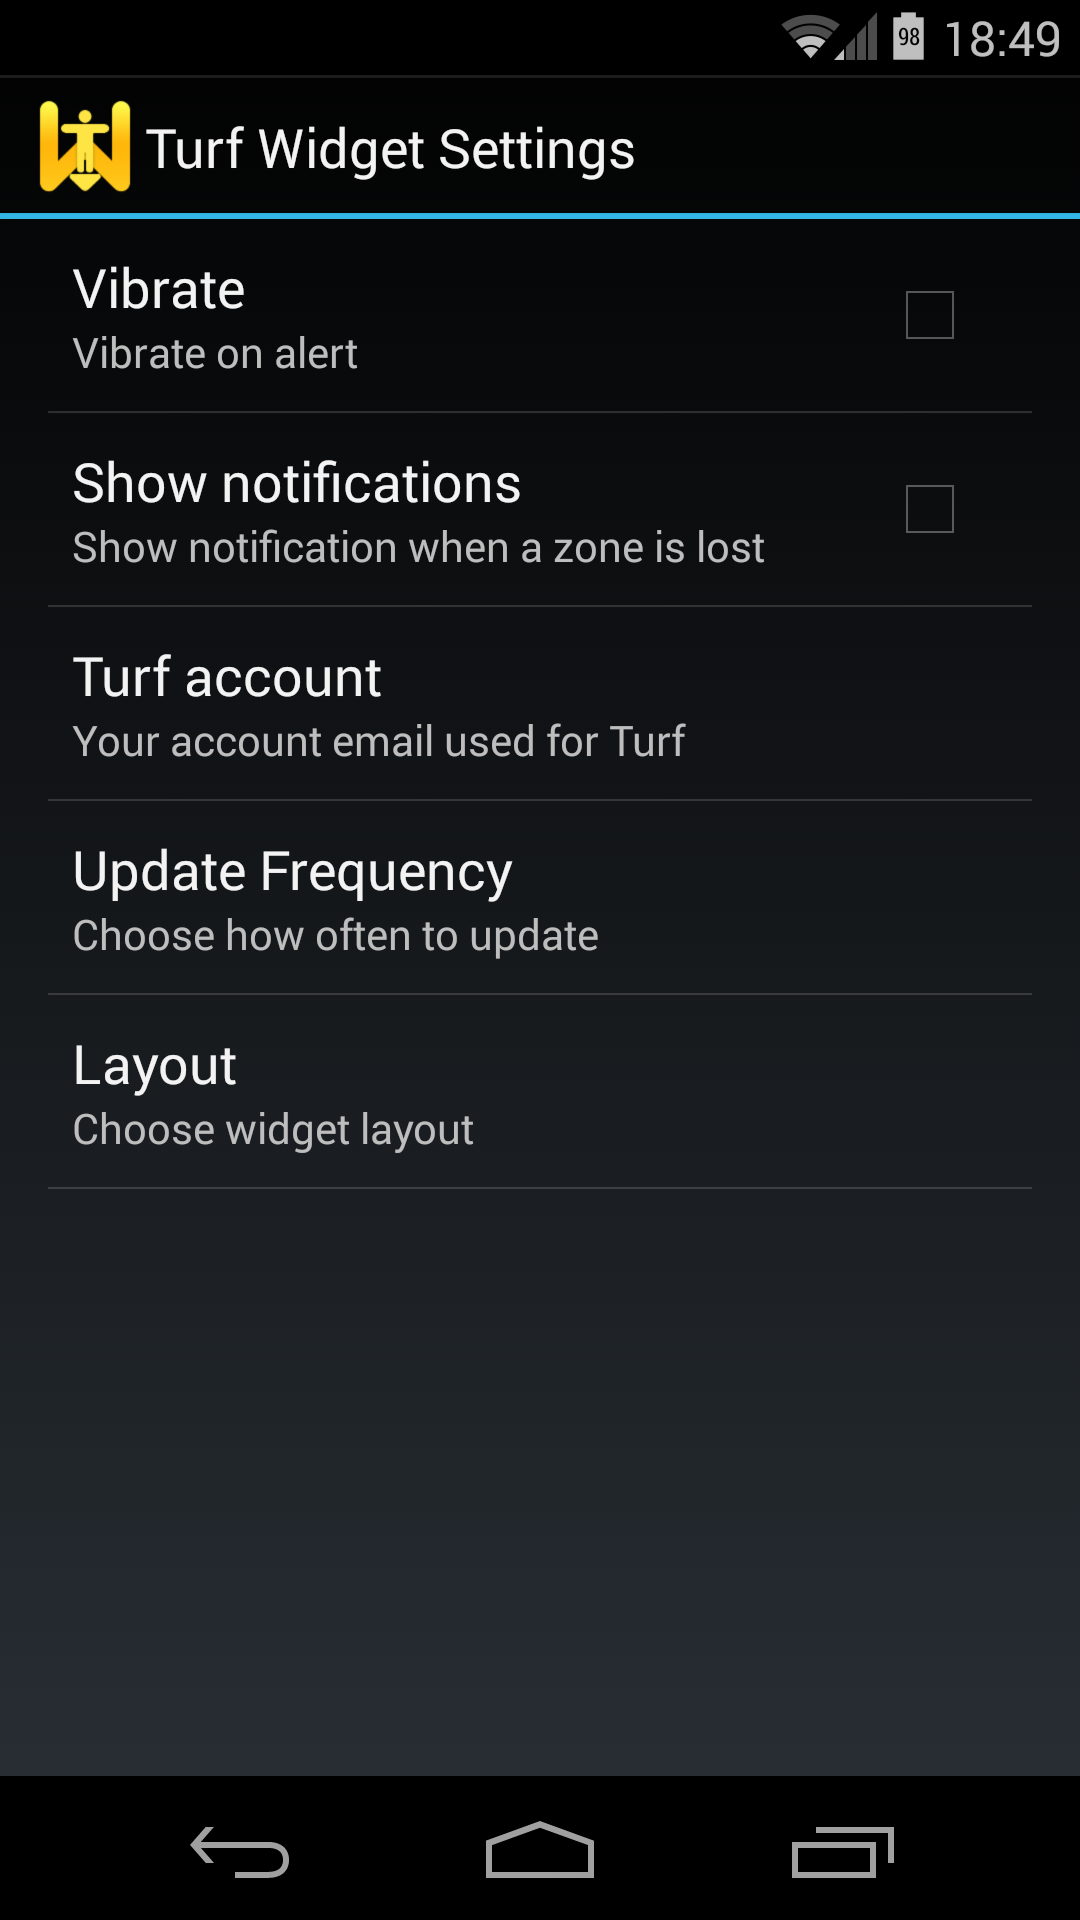 98 18:49
Turf Widget Settings
Vibrate
Vibrate on alert
Show notifications
Show notification when a zone is lost
Turf account
Your account email used for Turf
Update Frequency
Choose how often to update
Layout
Choose widget layout